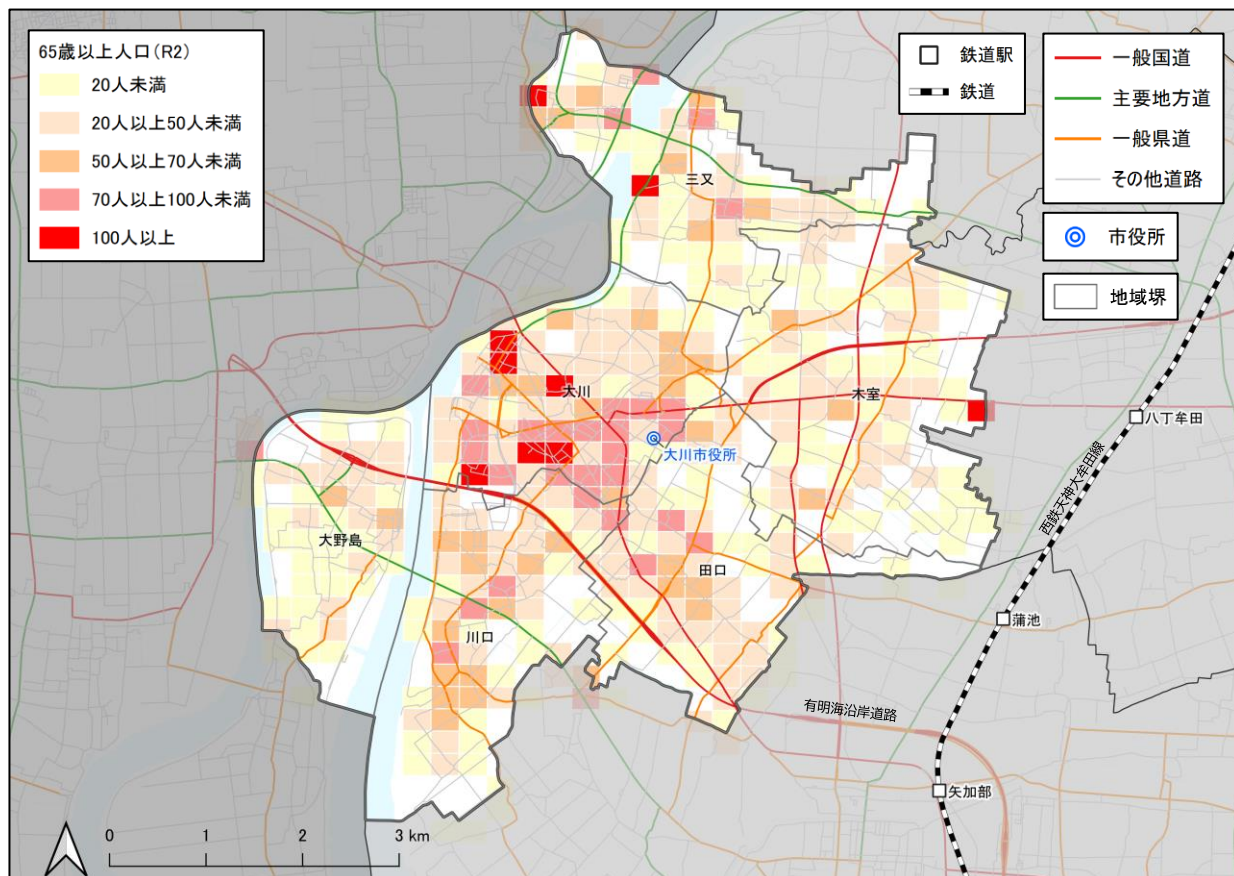 65歳以上人口(R2)
20人未満
20人以上50人未満
50人以上70人未満
70人以上100人未満
100人以上
鉄道駅
鉄道
一般国道
主要地方道
一般県道
その他道路
市役所
地域堺
三又
大川
木室
大川市役所
八丁牟田
西鉄天神大牟田線
大野島
田口
川口
蒲池
有明海沿岸道路
矢加部
0 1 2 3 km